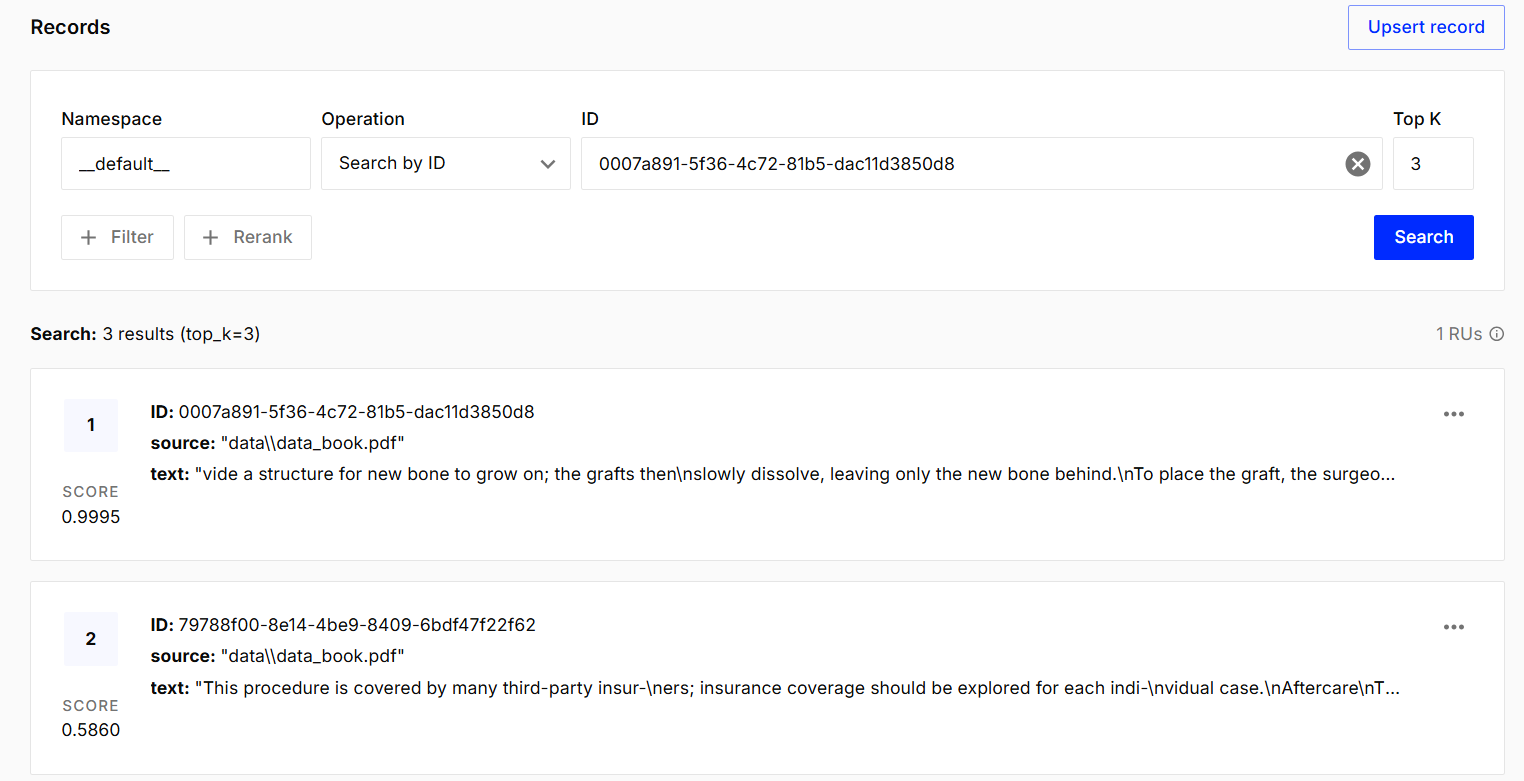 Records
Upsert record
Namespace
Operation
ID
Top K
__default__
Search by ID
0007a891-5f36-4c72-81b5-dac11d3850d8
3
Filter
Rerank
Search
Search: 3 results (top_k=3)
1 RUs
1
ID: 0007a891-5f36-4c72-81b5-dac11d3850d8
source: "data\\data_book.pdf"
text: "vide a structure for new bone to grow on; the grafts then\nslowly dissolve, leaving only the new bone behind.\nTo place the graft, the surgeo...
SCORE
0.9995
2
ID: 79788f00-8e14-4be9-8409-6bdf47f22f62
source: "data\\data_book.pdf"
text: "This procedure is covered by many third-party insur-\ners; insurance coverage should be explored for each indi-\nvidual case.\nAftercare\nT...
SCORE
0.5860